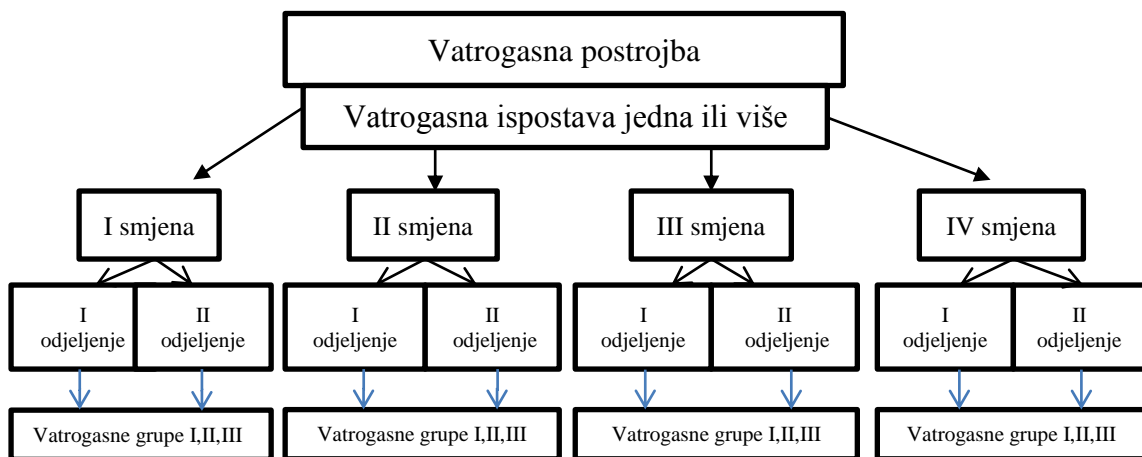 Vatrogasna postrojba
Vatrogasna ispostava jedna ili više
I smjena
II smjena
III smjena
IV smjena
I
odjeljenje
II
odjeljenje
I
odjeljenje
II
odjeljenje
I
odjeljenje
II
odjeljenje
I
odjeljenje
II
odjeljenje
Vatrogasne grupe I,II,III
Vatrogasne grupe I,II,III
Vatrogasne grupe I,II,III
Vatrogasne grupe I,II,III